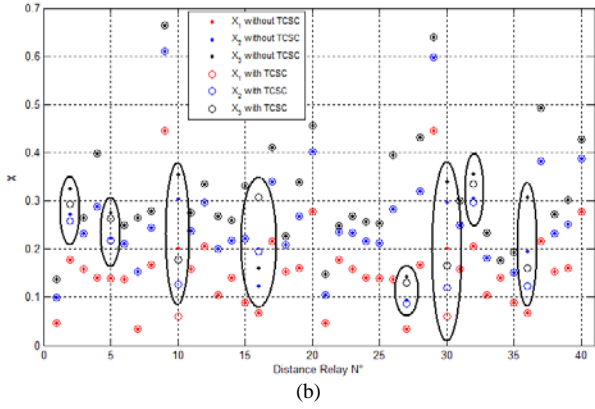 0.7
0.6
0.5
0.4
0.3
0.2
0.1
0
X
0 5 10 15 20 25 30 35 40
Distance Relay N°
X1 without TCSC
X2 without TCSC
X3 without TCSC
X1 with TCSC
X2 with TCSC
X3 with TCSC
(b)